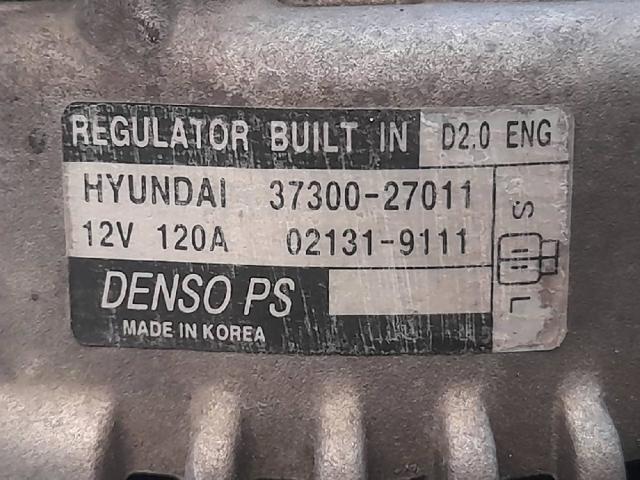 REGULATOR BUILT IN D2.0 ENG
HYUNDAI 37300-27011
12V 120A 02131-9111
S
L
DENSO PS
MADE IN KOREA